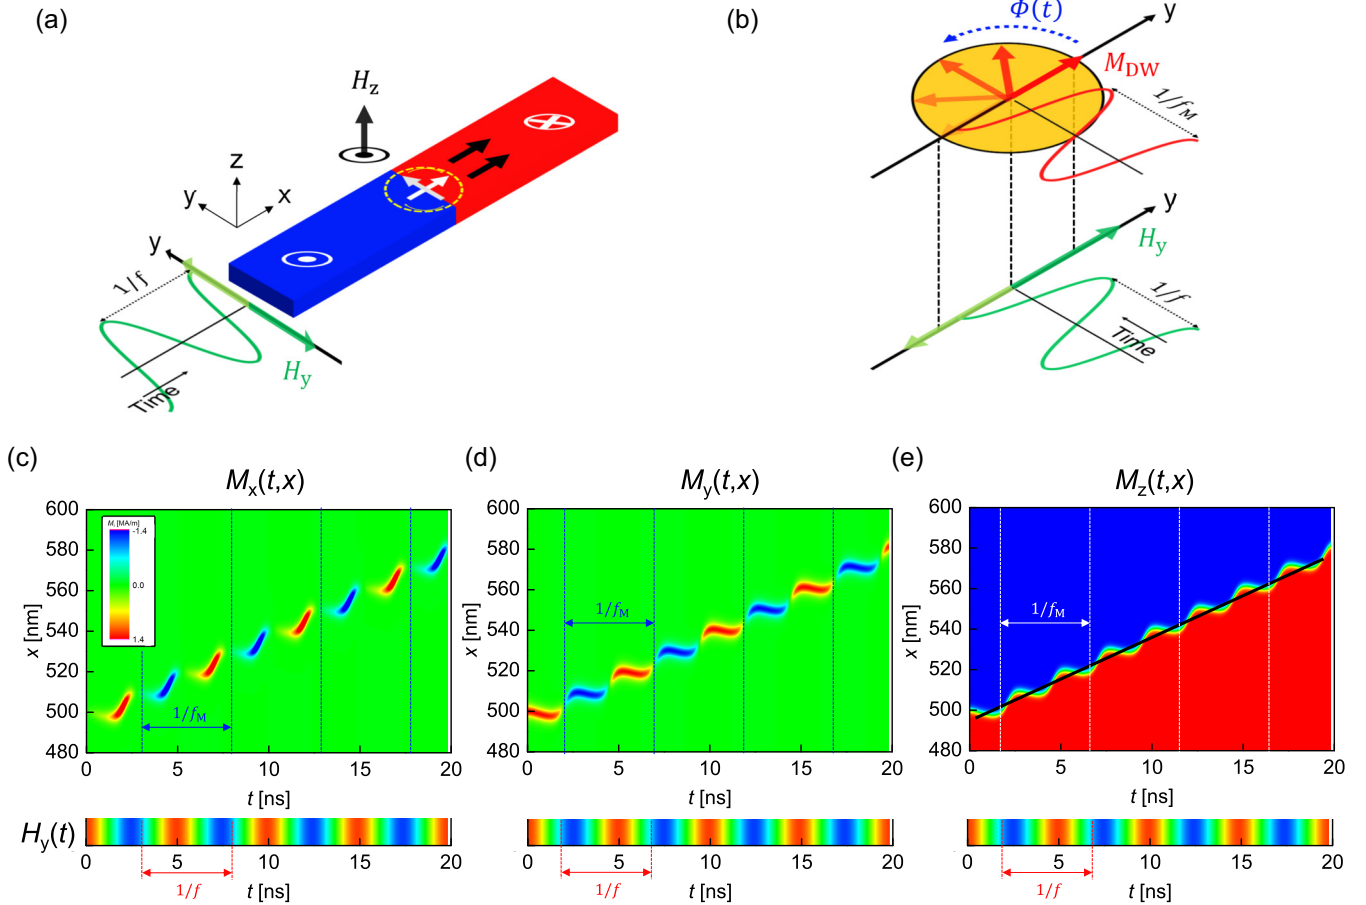 (a)
H_z
z
y
x
y
1/f
H_y
Time
(b)
Φ(t)
y
M_DW
1/f_M
y
H_y
1/f
Time
(c)
M_x(t,x)
600
580
560
540
520
500
480
x [nm]
M_i [MA/m]
-1.4
0.0
1.4
1/f_M
0 5 10 15 20
t [ns]
H_y(t)
0 5 10 15 20
1/f
t [ns]
(d)
M_y(t,x)
600
580
560
540
520
500
480
x [nm]
1/f_M
0 5 10 15 20
t [ns]
0 5 10 15 20
1/f
t [ns]
(e)
M_z(t,x)
600
580
560
540
520
500
480
x [nm]
1/f_M
0 5 10 15 20
t [ns]
0 5 10 15 20
1/f
t [ns]